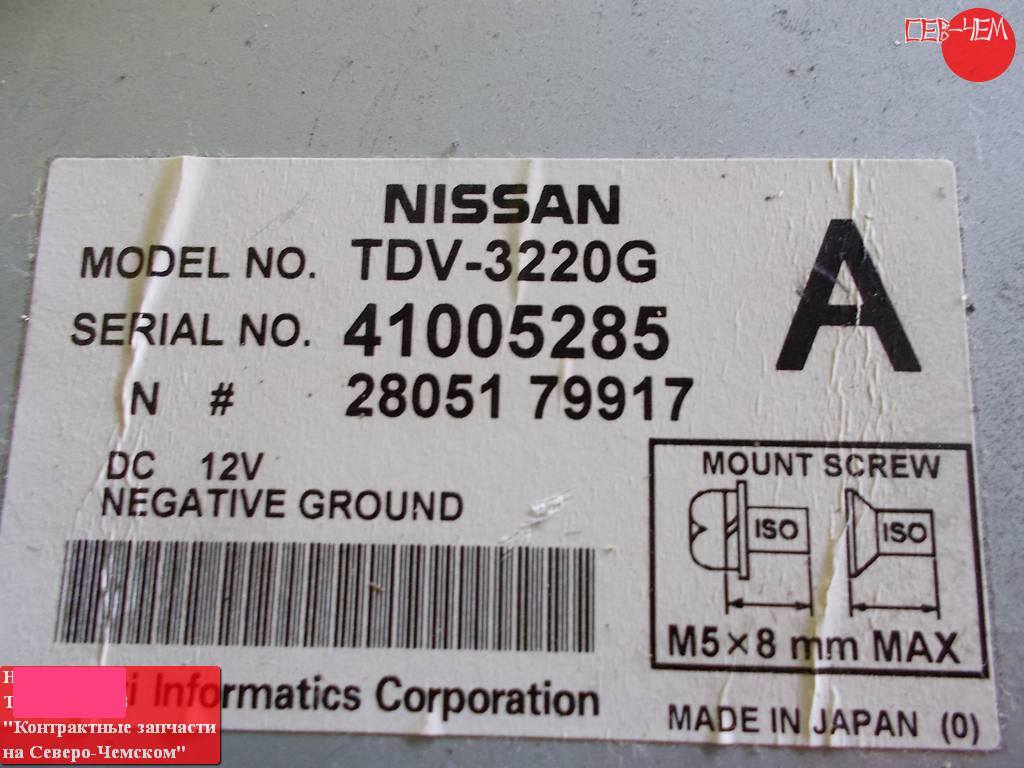 СЕВ-ЧЕМ
NISSAN
MODEL NO. TDV-3220G
SERIAL NO. 41005285
A
N # 28051 79917
DC 12V
NEGATIVE GROUND
MOUNT SCREW
ISO ISO
M5×8 mm MAX
Informatics Corporation
MADE IN JAPAN (0)
"Контрактные запчасти
на Северо-Чемском"